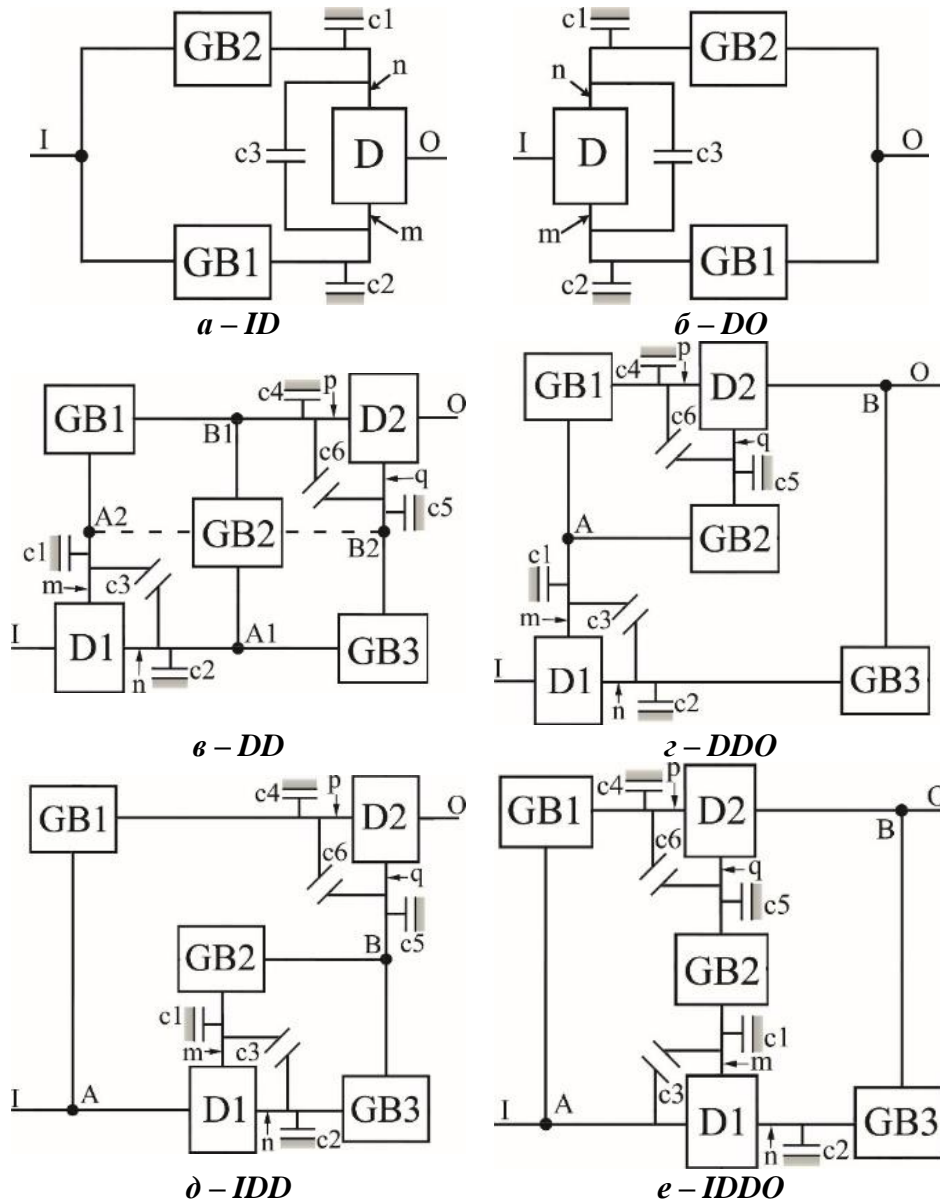 c1 c1
GB2 GB2
n n
I c3 D O I D c3 O
m m
GB1 GB1
c2 c2
а – ID б – DO
c4 p D2 O c4 p D2 O
GB1 B1 GB1 B
c6 c6
q q
c5 c5
A2 GB2 B2 A GB2
c1 c1
m c3 m c3
I D1 A1 GB3 I D1 GB3
n c2 n c2
в – DD г – DDO
c4 p c4 p O
GB1 D2 O GB1 D2 B
c6 c6
q q
c5 c5
GB2 B GB2
c1 c1
m c3 c3 m
I A D1 GB3 I A D1 GB3
n c2 n c2
д – IDD е – IDDO